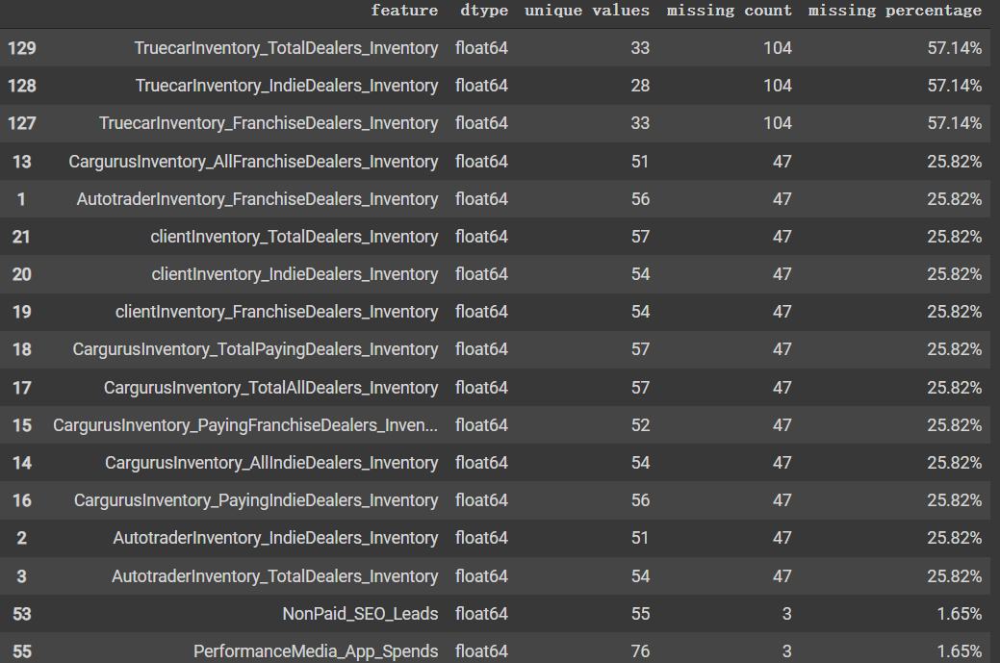 feature dtype unique values missing count missing percentage
129 TruecarInventory_TotalDealers_Inventory float64 33 104 57.14%
128 TruecarInventory_IndieDealers_Inventory float64 28 104 57.14%
127 TruecarInventory_FranchiseDealers_Inventory float64 33 104 57.14%
13 CargurusInventory_AllFranchiseDealers_Inventory float64 51 47 25.82%
1 AutotraderInventory_FranchiseDealers_Inventory float64 56 47 25.82%
21 clientInventory_TotalDealers_Inventory float64 57 47 25.82%
20 clientInventory_IndieDealers_Inventory float64 54 47 25.82%
19 clientInventory_FranchiseDealers_Inventory float64 54 47 25.82%
18 CargurusInventory_TotalPayingDealers_Inventory float64 57 47 25.82%
17 CargurusInventory_TotalAllDealers_Inventory float64 57 47 25.82%
15 CargurusInventory_PayingFranchiseDealers_Inven... float64 52 47 25.82%
14 CargurusInventory_AllIndieDealers_Inventory float64 54 47 25.82%
16 CargurusInventory_PayingIndieDealers_Inventory float64 56 47 25.82%
2 AutotraderInventory_IndieDealers_Inventory float64 51 47 25.82%
3 AutotraderInventory_TotalDealers_Inventory float64 54 47 25.82%
53 NonPaid_SEO_Leads float64 55 3 1.65%
55 PerformanceMedia_App_Spends float64 76 3 1.65%